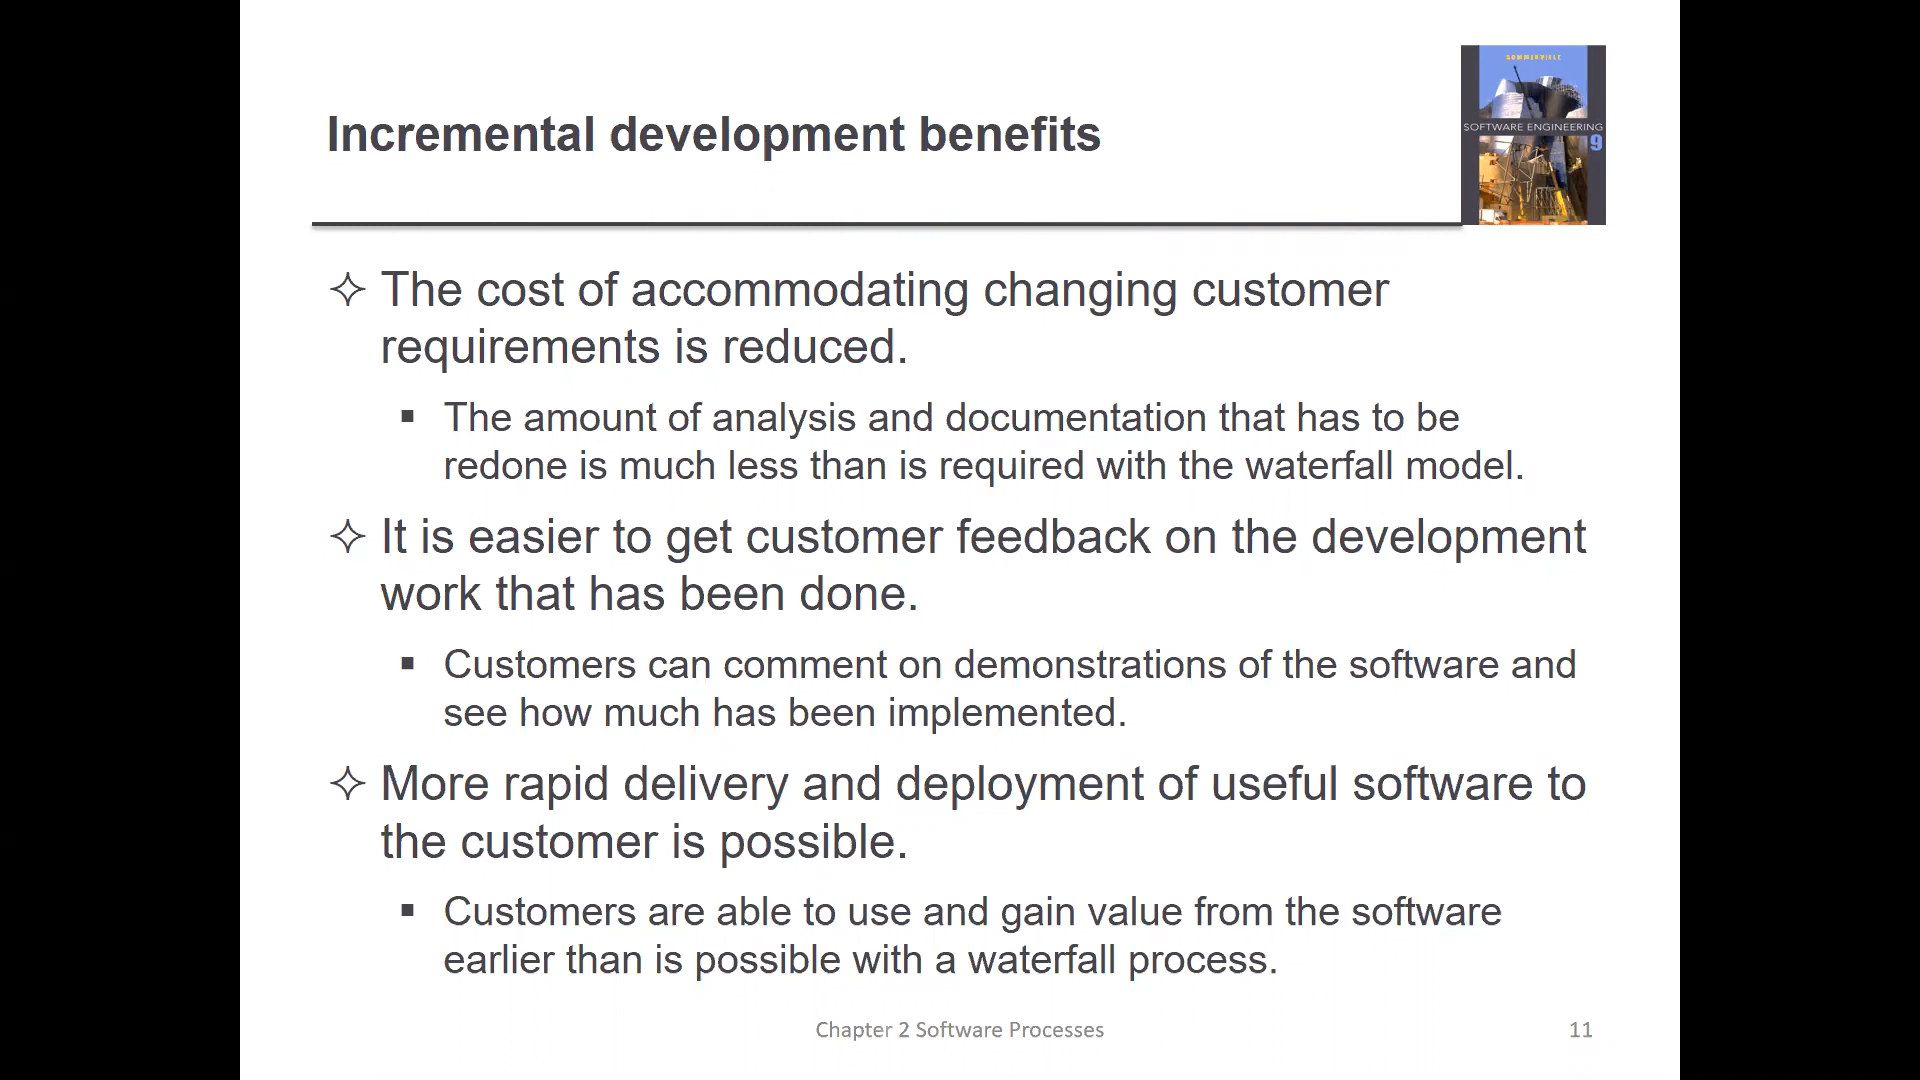 SOMMERVILLE
SOFTWARE ENGINEERING
9
Incremental development benefits
✧ The cost of accommodating changing customer
requirements is reduced.
▪ The amount of analysis and documentation that has to be
redone is much less than is required with the waterfall model.
✧ It is easier to get customer feedback on the development
work that has been done.
▪ Customers can comment on demonstrations of the software and
see how much has been implemented.
✧ More rapid delivery and deployment of useful software to
the customer is possible.
▪ Customers are able to use and gain value from the software
earlier than is possible with a waterfall process.
Chapter 2 Software Processes
11